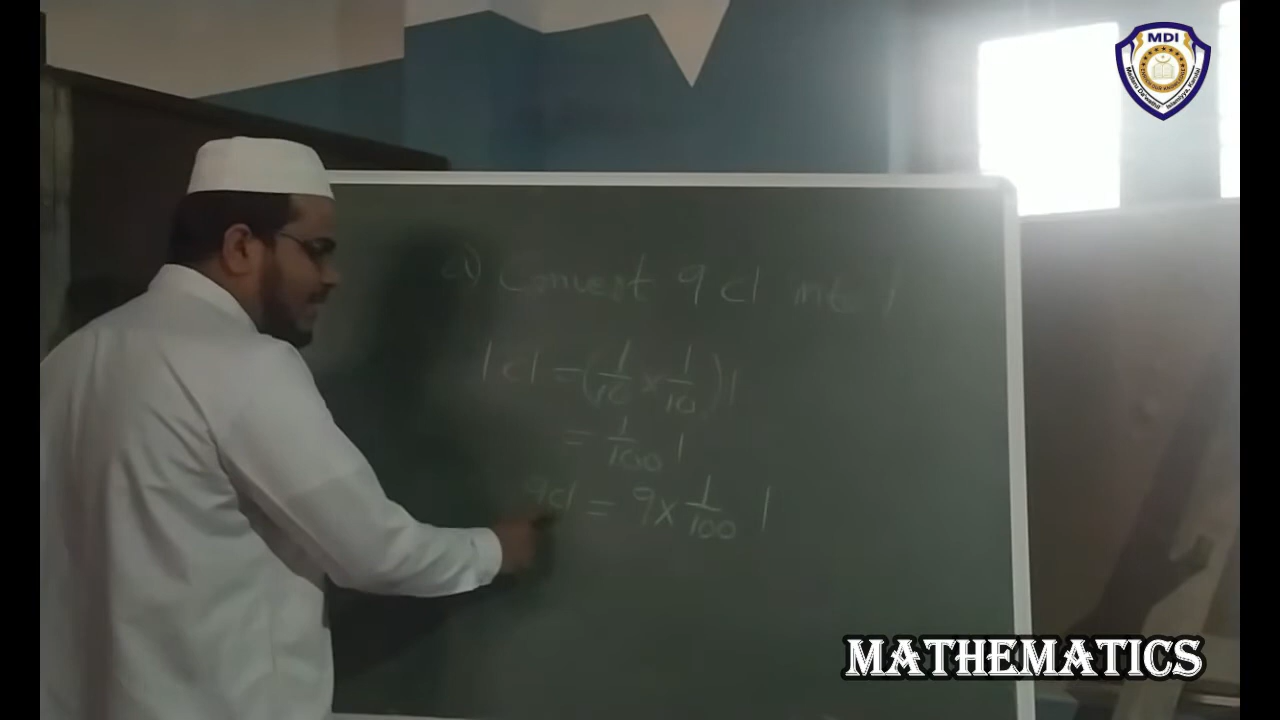 MDI
a) Convert 9 cl into l
1 cl = (1/10 × 1/10) l
= 1/100 l
9cl = 9 × 1/100 l
MATHEMATICS